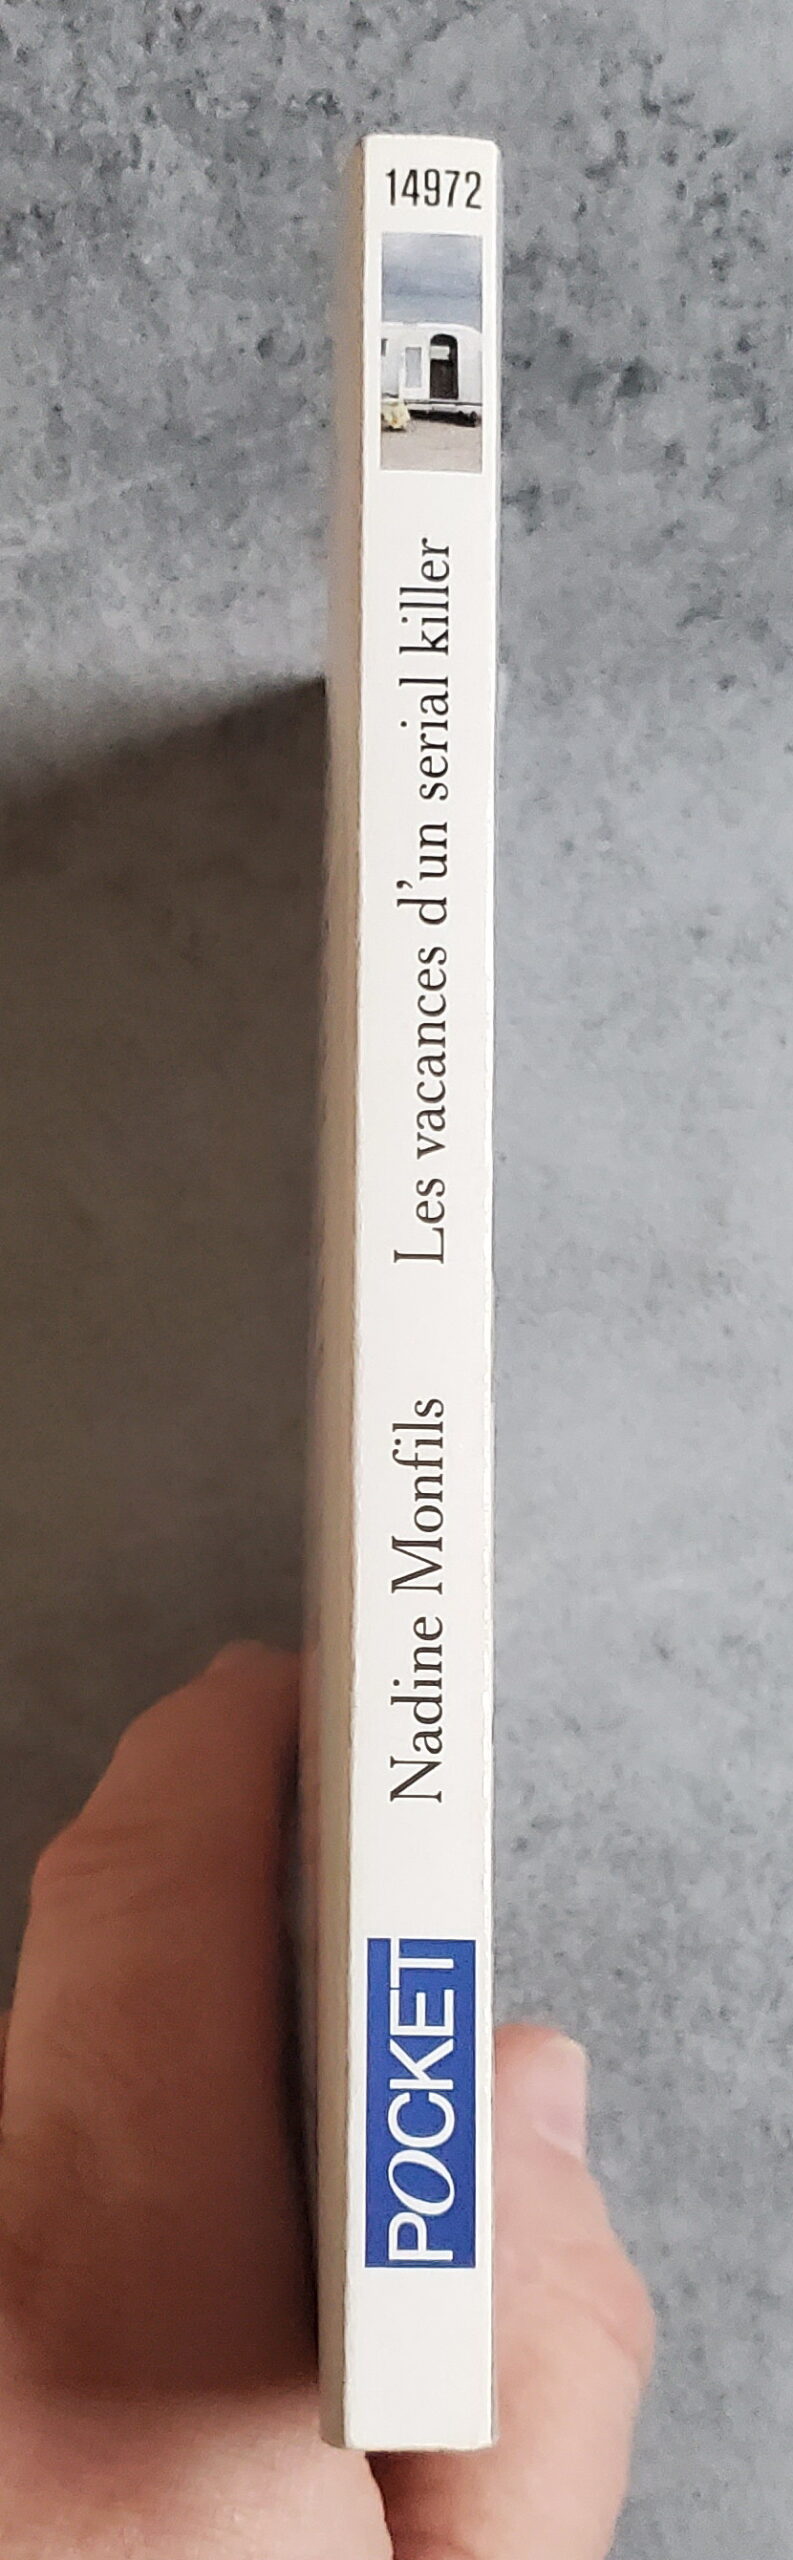 14972
Nadine Monfils Les vacances d'un serial killer
POCKET